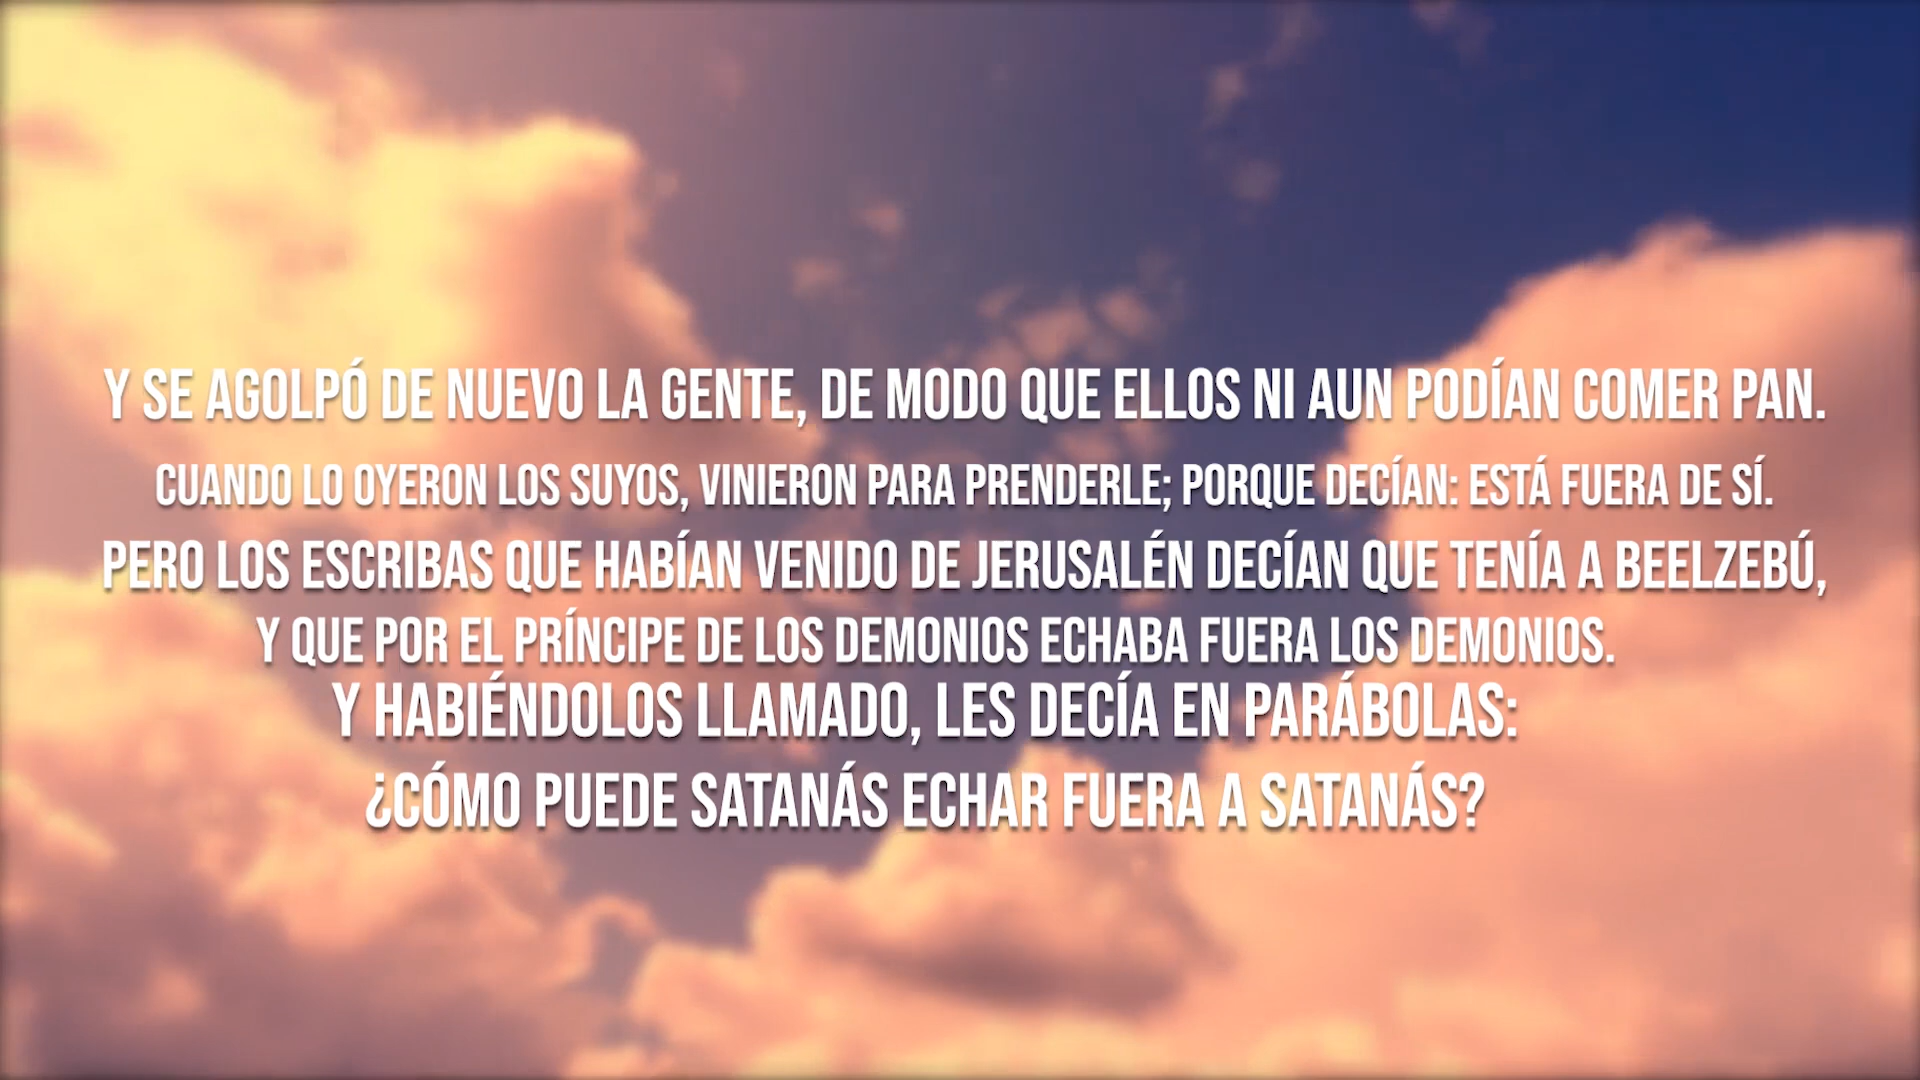 Y SE AGOLPÓ DE NUEVO LA GENTE, DE MODO QUE ELLOS NI AUN PODÍAN COMER PAN.
CUANDO LO OYERON LOS SUYOS, VINIERON PARA PRENDERLE; PORQUE DECÍAN: ESTÁ FUERA DE SÍ.
PERO LOS ESCRIBAS QUE HABÍAN VENIDO DE JERUSALÉN DECÍAN QUE TENÍA A BEELZEBÚ,
Y QUE POR EL PRÍNCIPE DE LOS DEMONIOS ECHABA FUERA LOS DEMONIOS.
Y HABIÉNDOLOS LLAMADO, LES DECÍA EN PARÁBOLAS:
¿CÓMO PUEDE SATANÁS ECHAR FUERA A SATANÁS?